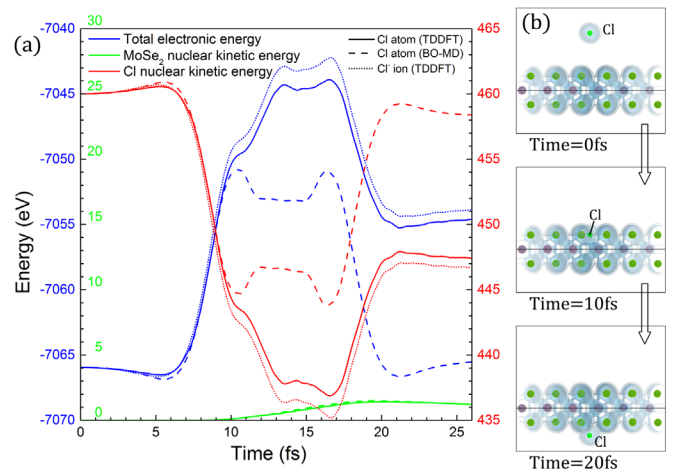 (a)
Energy (eV)
-7040
-7045
-7050
-7055
-7060
-7065
-7070
30
25
20
15
10
5
0
Total electronic energy
MoSe₂ nuclear kinetic energy
Cl nuclear kinetic energy
Cl atom (TDDFT)
Cl atom (BO-MD)
Cl⁻ ion (TDDFT)
465
460
455
450
445
440
435
0 5 10 15 20 25
Time (fs)
(b)
Cl
Time=0fs
Cl
Time=10fs
Cl
Time=20fs